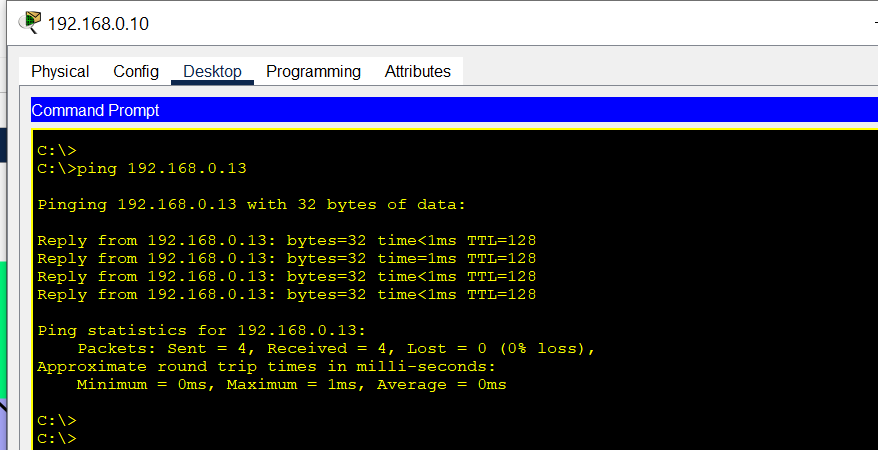 192.168.0.10
Physical Config Desktop Programming Attributes
Command Prompt
C:\>
C:\>ping 192.168.0.13
Pinging 192.168.0.13 with 32 bytes of data:
Reply from 192.168.0.13: bytes=32 time<1ms TTL=128
Reply from 192.168.0.13: bytes=32 time=1ms TTL=128
Reply from 192.168.0.13: bytes=32 time<1ms TTL=128
Reply from 192.168.0.13: bytes=32 time<1ms TTL=128
Ping statistics for 192.168.0.13:
Packets: Sent = 4, Received = 4, Lost = 0 (0% loss),
Approximate round trip times in milli-seconds:
Minimum = 0ms, Maximum = 1ms, Average = 0ms
C:\>
C:\>